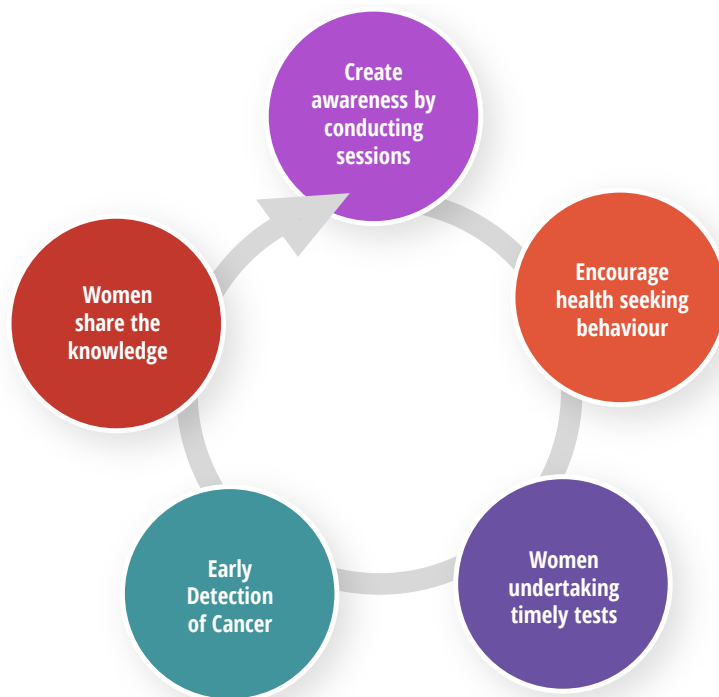 Create
awareness by
conducting
sessions
Encourage
health seeking
behaviour
Women
undertaking
timely tests
Early
Detection
of Cancer
Women
share the
knowledge